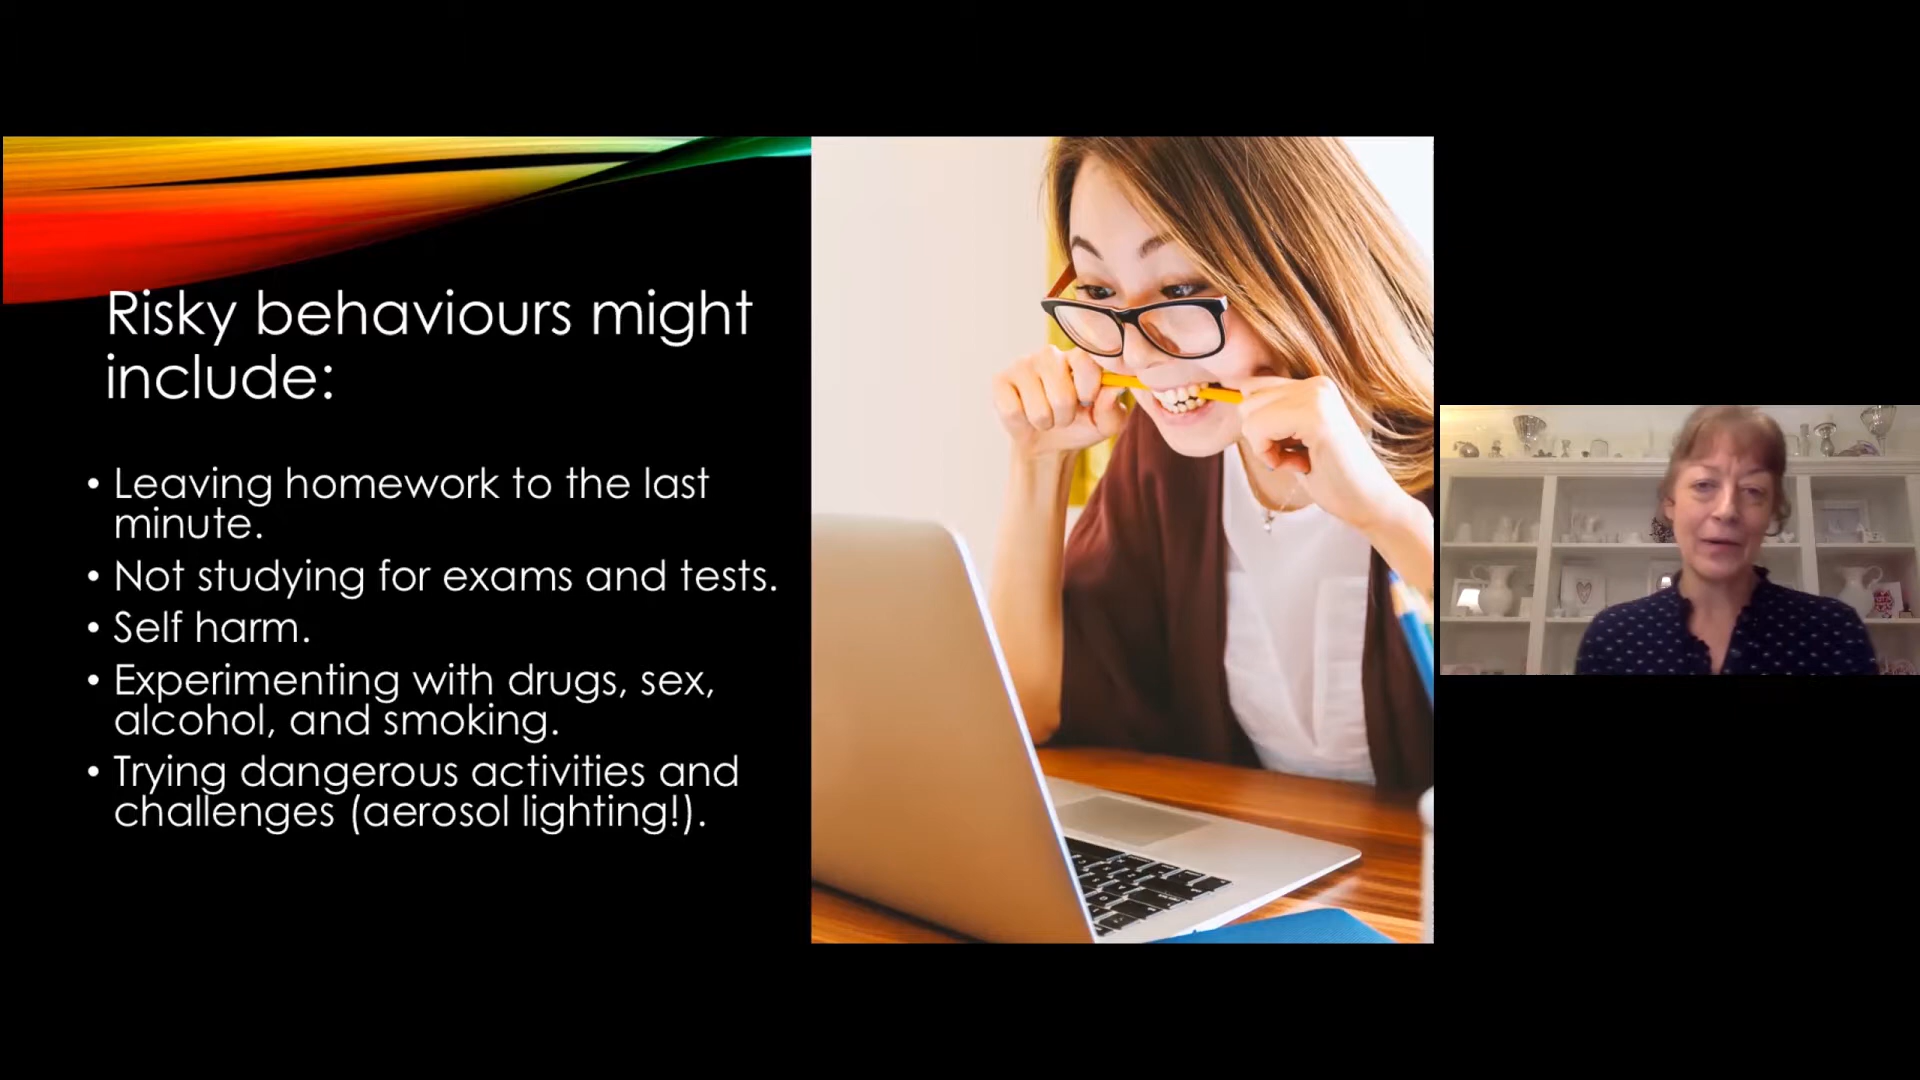 Risky behaviours might
include:
• Leaving homework to the last
minute.
• Not studying for exams and tests.
• Self harm.
• Experimenting with drugs, sex,
alcohol, and smoking.
• Trying dangerous activities and
challenges (aerosol lighting!).